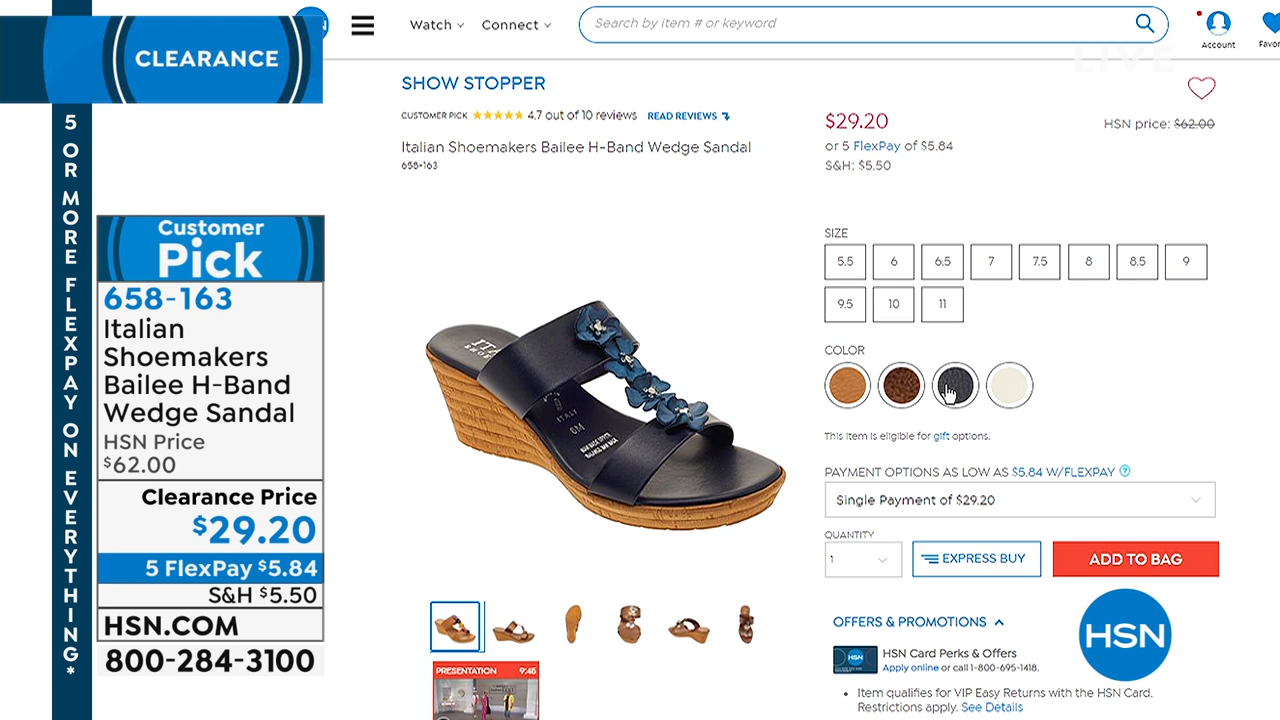 CLEARANCE
5 OR MORE FLEXPAY ON EVERYTHING*
Customer
Pick
658-163
Italian
Shoemakers
Bailee H-Band
Wedge Sandal
HSN Price
$62.00
Clearance Price
$29.20
5 FlexPay $5.84
S&H $5.50
HSN.COM
800-284-3100
Watch
Connect
Search by item # or keyword
Account
LIVE
SHOW STOPPER
CUSTOMER PICK 4.7 out of 10 reviews READ REVIEWS
Italian Shoemakers Bailee H-Band Wedge Sandal
658-163
$29.20
HSN price: $62.00
or 5 FlexPay of $5.84
S&H: $5.50
SIZE
5.5 6 6.5 7 7.5 8 8.5 9
9.5 10 11
COLOR
This item is eligible for gift options.
PAYMENT OPTIONS AS LOW AS $5.84 W/FLEXPAY ?
Single Payment of $29.20
QUANTITY
1
EXPRESS BUY
ADD TO BAG
ITALY
6M
PRESENTATION 9:45
OFFERS & PROMOTIONS
HSN
HSN
HSN Card Perks & Offers
Apply online or call 1-800-695-1418.
• Item qualifies for VIP Easy Returns with the HSN Card.
Restrictions apply. See Details